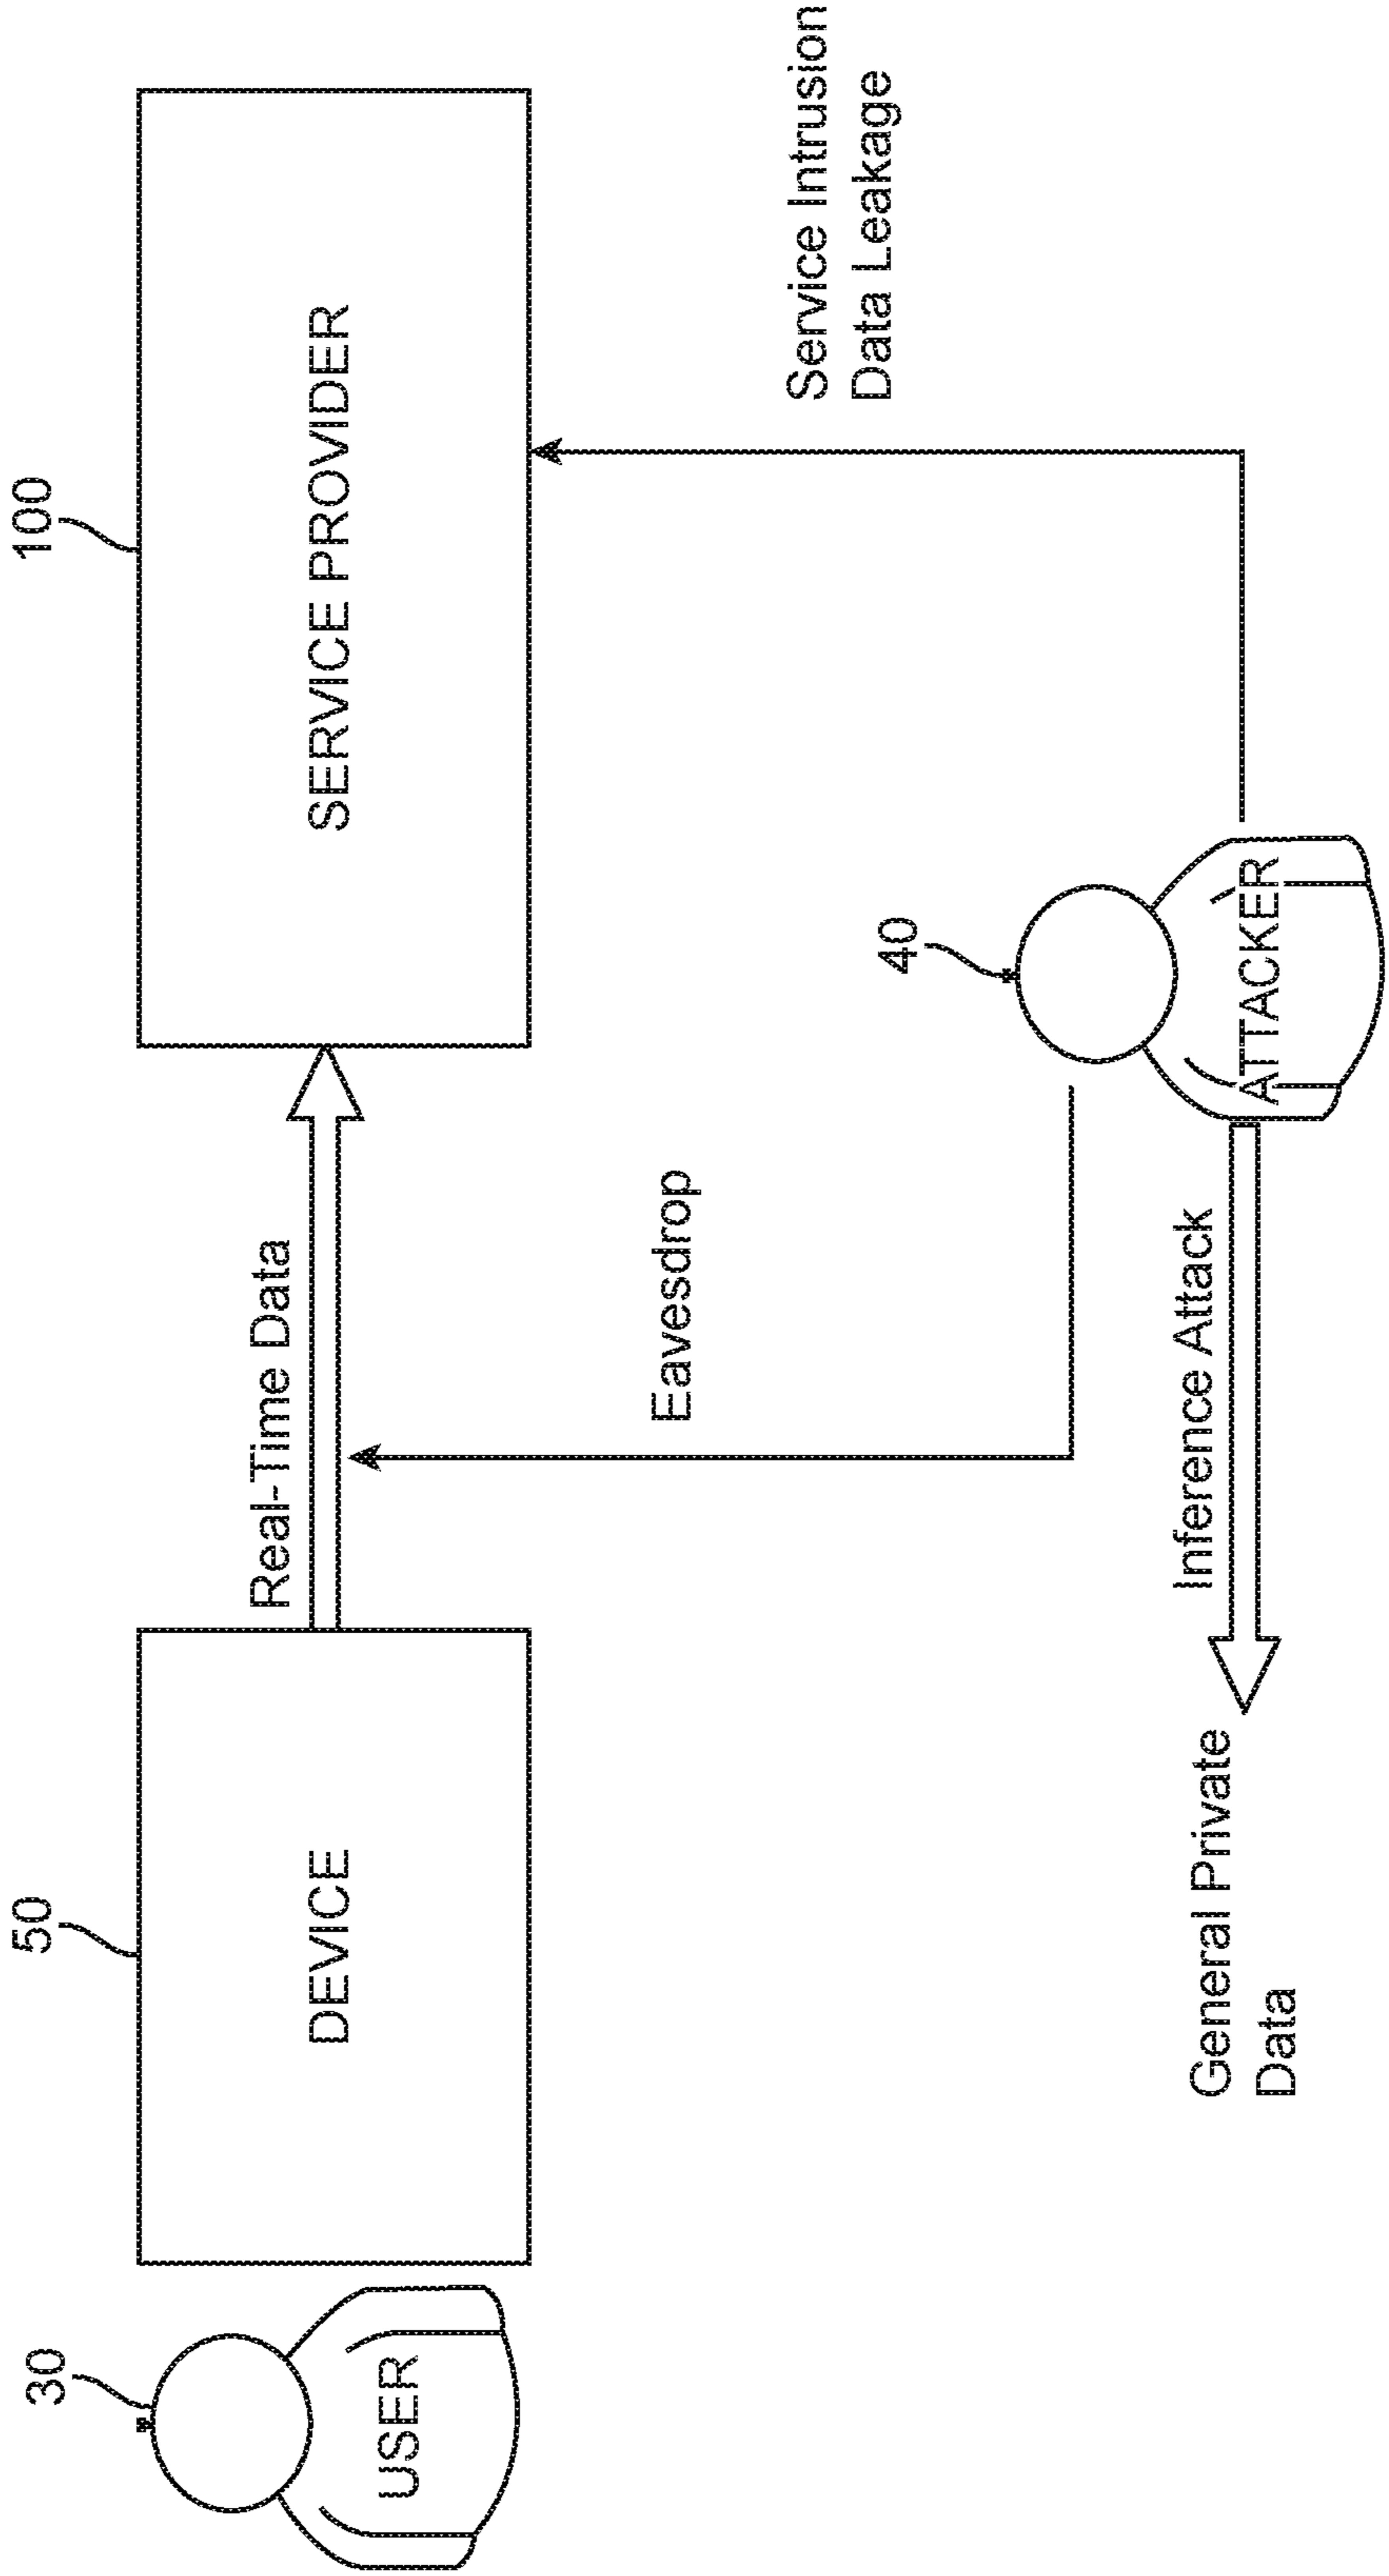 30
50
100
USER
DEVICE
Real-Time Data
SERVICE PROVIDER
Eavesdrop
Service Intrusion
Data Leakage
40
ATTACKER
Inference Attack
General Private
Data